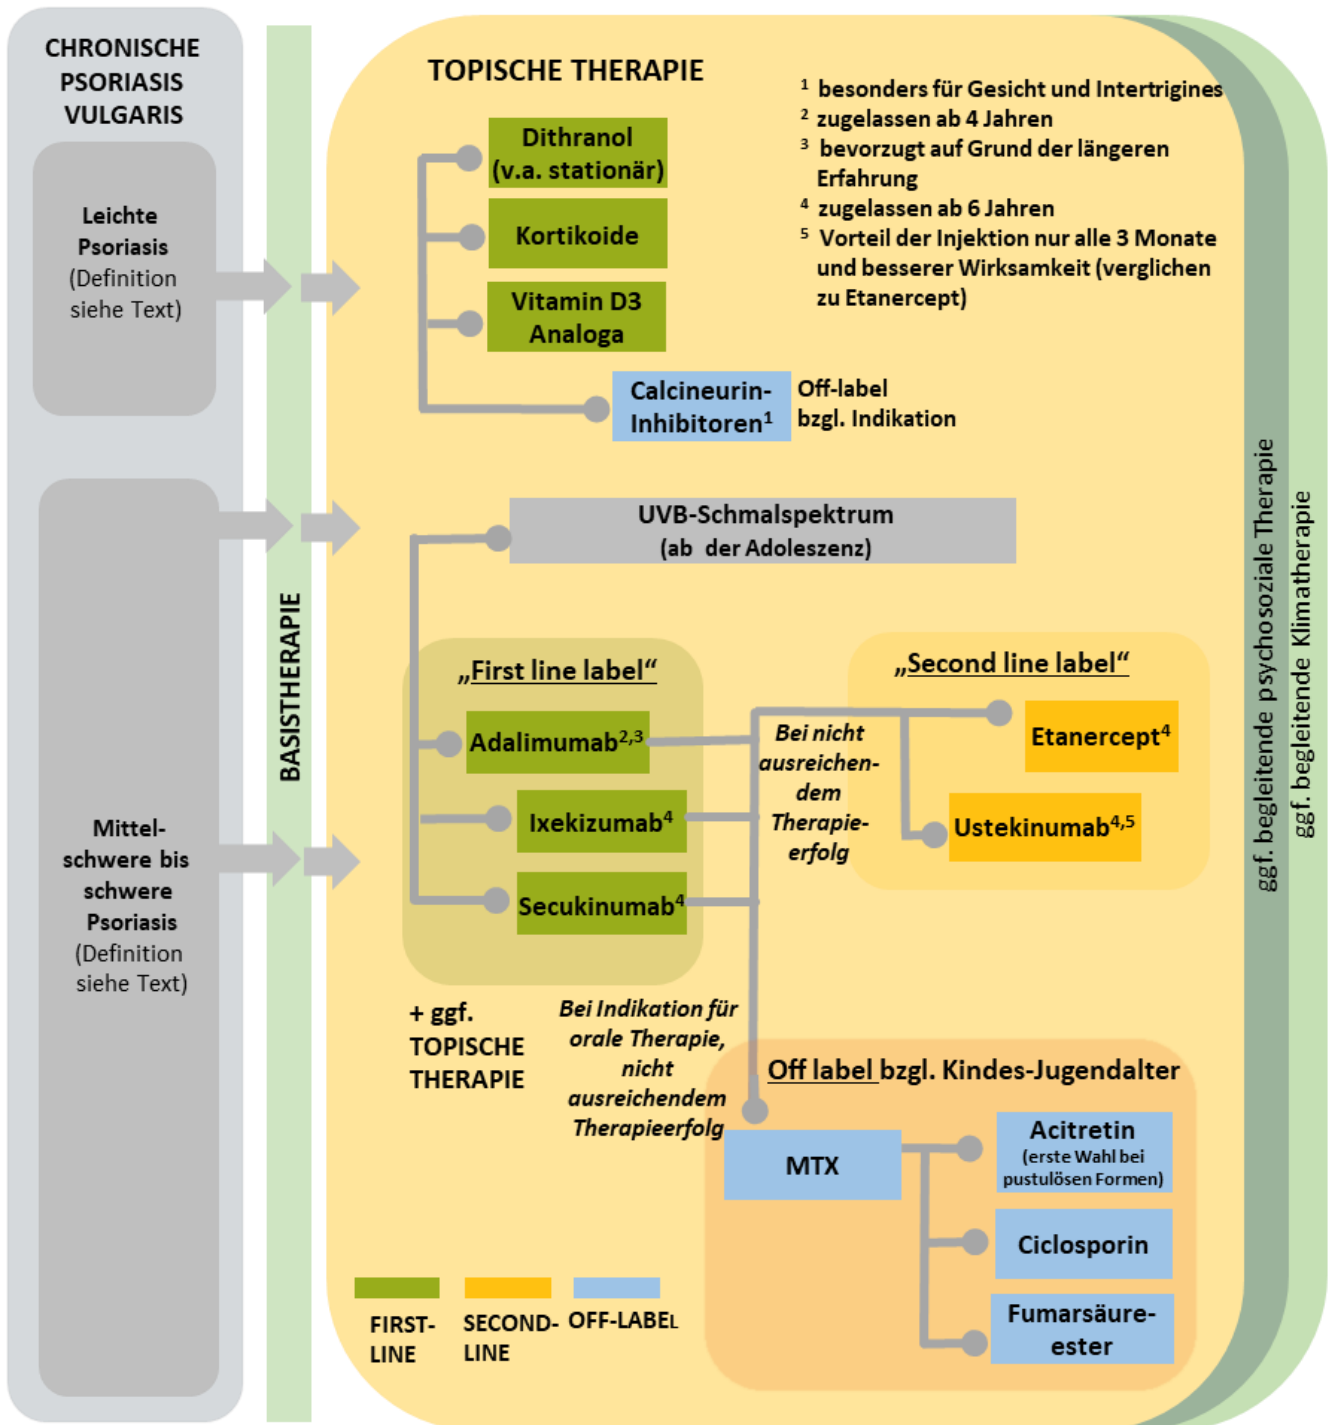 CHRONISCHE
PSORIASIS
VULGARIS
Leichte
Psoriasis
(Definition
siehe Text)
Mittel-
schwere bis
schwere
Psoriasis
(Definition
siehe Text)
BASISTHERAPIE
TOPISCHE THERAPIE
Dithranol
(v.a. stationär)
Kortikoide
Vitamin D3
Analoga
Calcineurin-
Inhibitoren¹
Off-label
bzgl. Indikation
¹ besonders für Gesicht und Intertrigines
² zugelassen ab 4 Jahren
³ bevorzugt auf Grund der längeren
Erfahrung
⁴ zugelassen ab 6 Jahren
⁵ Vorteil der Injektion nur alle 3 Monate
und besserer Wirksamkeit (verglichen
zu Etanercept)
UVB-Schmalspektrum
(ab der Adoleszenz)
„First line label“
Adalimumab²,³
Ixekizumab⁴
Secukinumab⁴
Bei nicht
ausreichen-
dem
Therapie-
erfolg
„Second line label“
Etanercept⁴
Ustekinumab⁴,⁵
+ ggf.
TOPISCHE
THERAPIE
Bei Indikation für
orale Therapie,
nicht
ausreichendem
Therapieerfolg
Off label bzgl. Kindes-Jugendalter
MTX
Acitretin
(erste Wahl bei
pustulösen Formen)
Ciclosporin
Fumarsäure-
ester
FIRST-
LINE
SECOND-
LINE
OFF-LABEL
ggf. begleitende psychosoziale Therapie
ggf. begleitende Klimatherapie